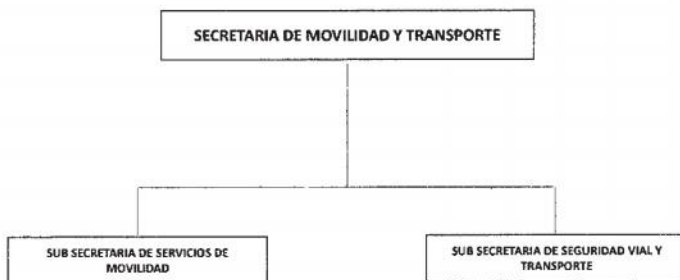 SECRETARIA DE MOVILIDAD Y TRANSPORTE
SUB SECRETARIA DE SERVICIOS DE
MOVILIDAD
SUB SECRETARIA DE SEGURIDAD VIAL Y
TRANSPORTE